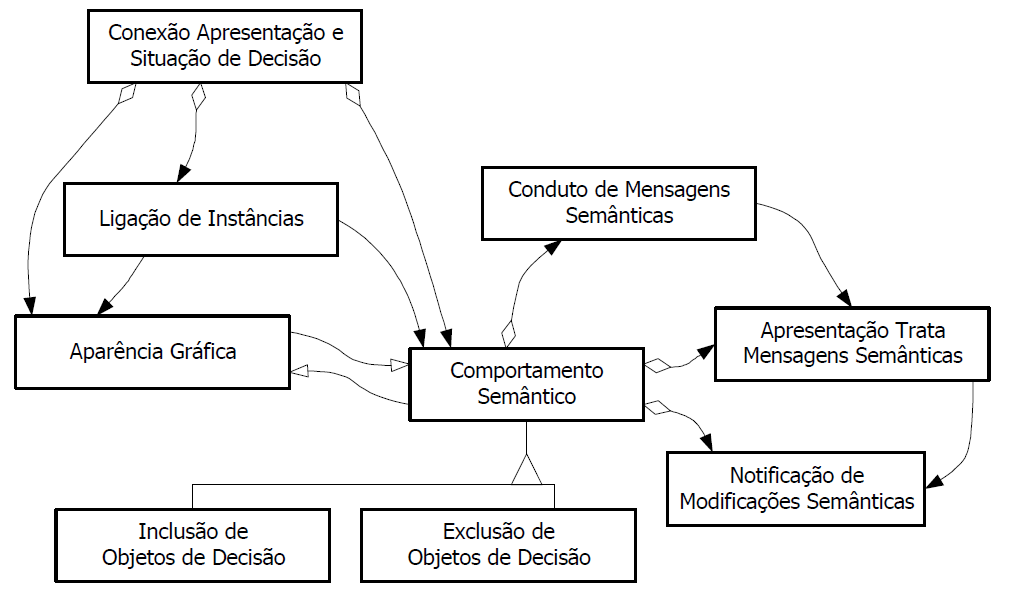 Conexão Apresentação e
Situação de Decisão
Ligação de Instâncias
Conduto de Mensagens
Semânticas
Aparência Gráfica
Comportamento
Semântico
Apresentação Trata
Mensagens Semânticas
Notificação de
Modificações Semânticas
Inclusão de
Objetos de Decisão
Exclusão de
Objetos de Decisão